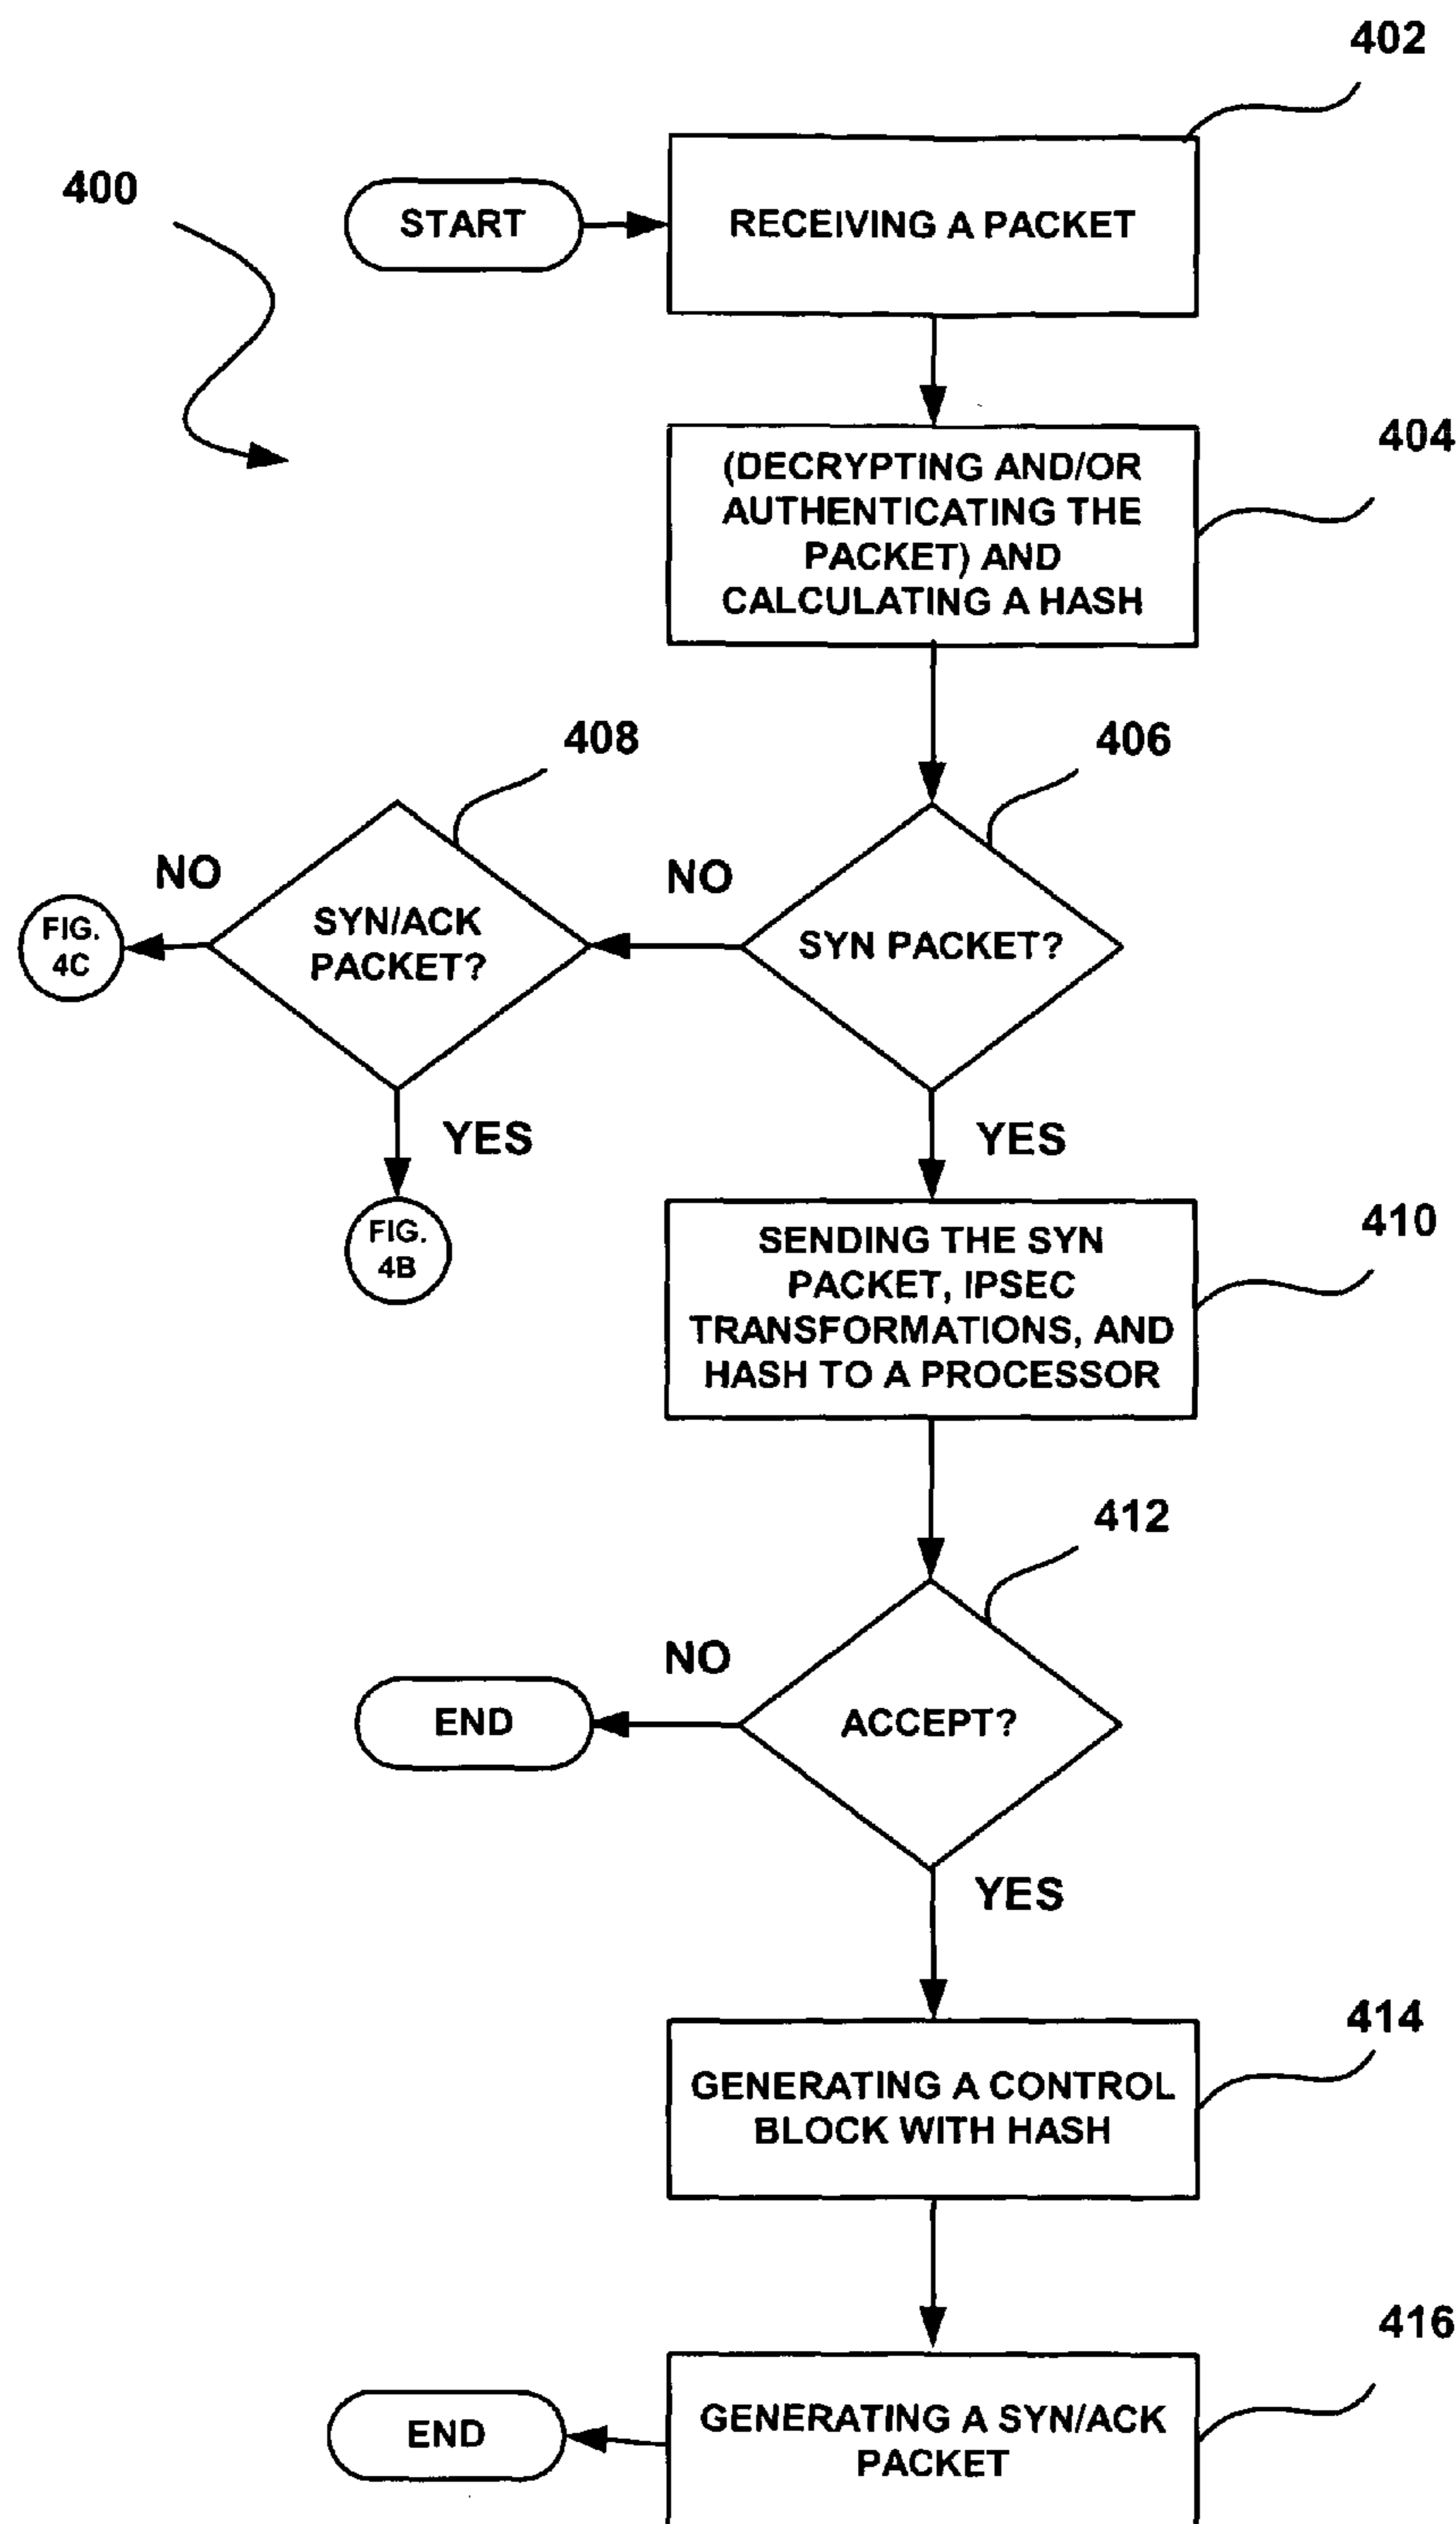 402
400
START
RECEIVING A PACKET
404
(DECRYPTING AND/OR
AUTHENTICATING THE
PACKET) AND
CALCULATING A HASH
408
406
NO
NO
FIG.
4C
SYN/ACK
PACKET?
SYN PACKET?
YES
YES
FIG.
4B
410
SENDING THE SYN
PACKET, IPSEC
TRANSFORMATIONS, AND
HASH TO A PROCESSOR
412
NO
END
ACCEPT?
YES
414
GENERATING A CONTROL
BLOCK WITH HASH
416
END
GENERATING A SYN/ACK
PACKET